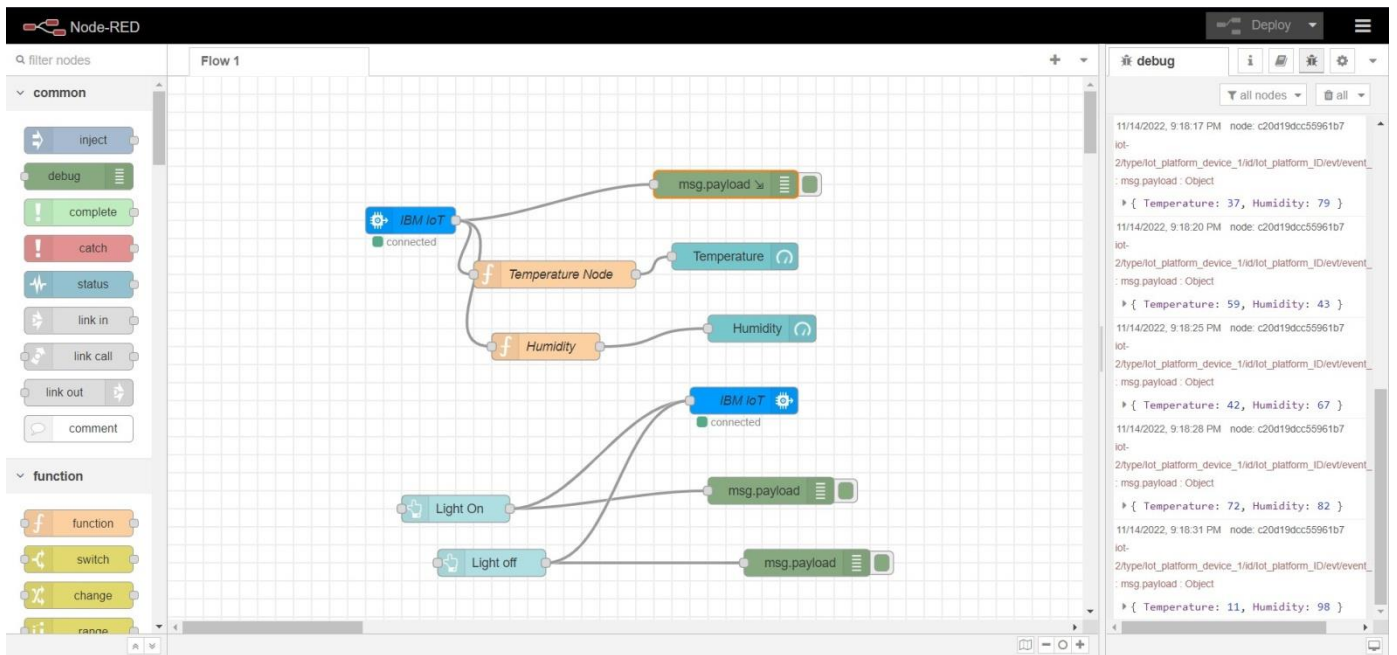 Node-RED
Deploy
filter nodes
common
inject
debug
complete
catch
status
link in
link call
link out
comment
function
function
switch
change
range
Flow 1
msg.payload
IBM IoT
connected
Temperature
Temperature Node
Humidity
Humidity
IBM IoT
connected
msg.payload
Light On
Light off
msg.payload
debug
all nodes
all
11/14/2022, 9:18:17 PM node: c20d19dcc55961b7
iot-
2/type/Iot_platform_device_1/id/Iot_platform_ID/evt/event_
: msg.payload : Object
{ Temperature: 37, Humidity: 79 }
11/14/2022, 9:18:20 PM node: c20d19dcc55961b7
iot-
2/type/Iot_platform_device_1/id/Iot_platform_ID/evt/event_
: msg.payload : Object
{ Temperature: 59, Humidity: 43 }
11/14/2022, 9:18:25 PM node: c20d19dcc55961b7
iot-
2/type/Iot_platform_device_1/id/Iot_platform_ID/evt/event_
: msg.payload : Object
{ Temperature: 42, Humidity: 67 }
11/14/2022, 9:18:28 PM node: c20d19dcc55961b7
iot-
2/type/Iot_platform_device_1/id/Iot_platform_ID/evt/event_
: msg.payload : Object
{ Temperature: 72, Humidity: 82 }
11/14/2022, 9:18:31 PM node: c20d19dcc55961b7
iot-
2/type/Iot_platform_device_1/id/Iot_platform_ID/evt/event_
: msg.payload : Object
{ Temperature: 11, Humidity: 98 }